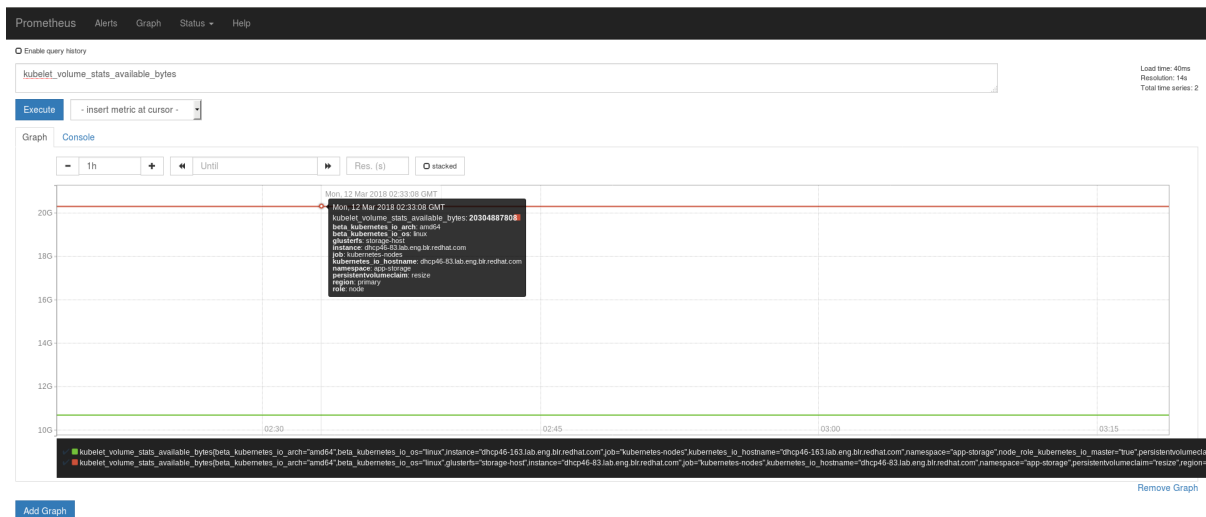 Prometheus Alerts Graph Status Help
Enable query history
kubelet_volume_stats_available_bytes
Load time: 40ms
Resolution: 14s
Total time series: 2
Execute - insert metric at cursor -
Graph Console
1h Until Res. (s) stacked
Mon, 12 Mar 2018 02:33:08 GMT
Mon, 12 Mar 2018 02:33:08 GMT
kubelet_volume_stats_available_bytes: 20304887808
beta_kubernetes_io_arch: amd64
beta_kubernetes_io_os: linux
glusterfs: storage-host
instance: dhcp46-83.lab.eng.blr.redhat.com
job: kubernetes-nodes
kubernetes_io_hostname: dhcp46-83.lab.eng.blr.redhat.com
namespace: app-storage
persistentvolumeclaim: resize
region: primary
role: node
20G
18G
16G
14G
12G
10G
02:30 02:45 03:00 03:15
kubelet_volume_stats_available_bytes{beta_kubernetes_io_arch="amd64",beta_kubernetes_io_os="linux",instance="dhcp46-163.lab.eng.blr.redhat.com",job="kubernetes-nodes",kubernetes_io_hostname="dhcp46-163.lab.eng.blr.redhat.com",namespace="app-storage",node_role_kubernetes_io_master="true",persistentvolumecla
kubelet_volume_stats_available_bytes{beta_kubernetes_io_arch="amd64",beta_kubernetes_io_os="linux",glusterfs="storage-host",instance="dhcp46-83.lab.eng.blr.redhat.com",job="kubernetes-nodes",kubernetes_io_hostname="dhcp46-83.lab.eng.blr.redhat.com",namespace="app-storage",persistentvolumeclaim="resize",region=
Remove Graph
Add Graph